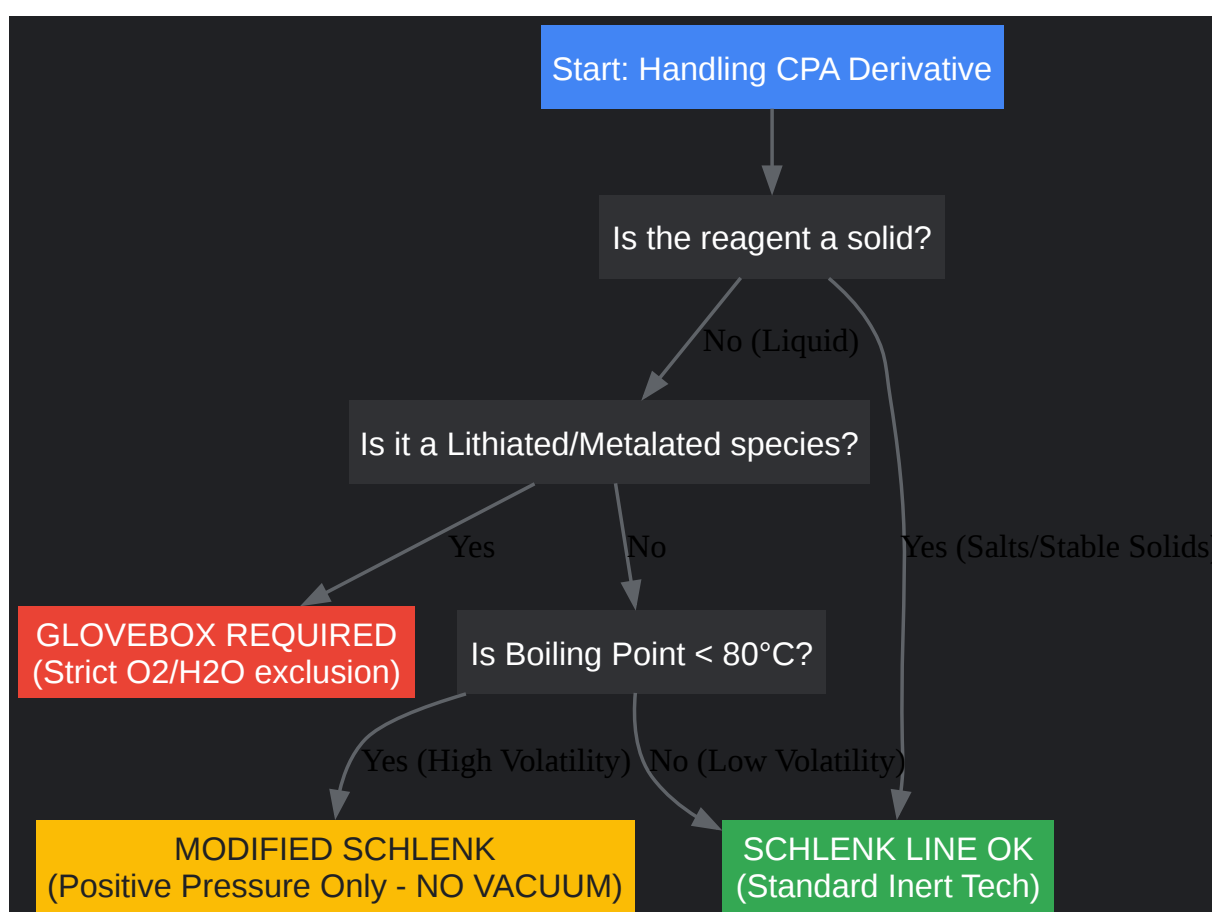 Start: Handling CPA Derivative
Is the reagent a solid?
No (Liquid)
Is it a Lithiated/Metalated species?
Yes
No
Yes (Salts/Stable Solids)
GLOVEBOX REQUIRED
(Strict O2/H2O exclusion)
Is Boiling Point < 80°C?
Yes (High Volatility)
No (Low Volatility)
MODIFIED SCHLENK
(Positive Pressure Only - NO VACUUM)
SCHLENK LINE OK
(Standard Inert Tech)